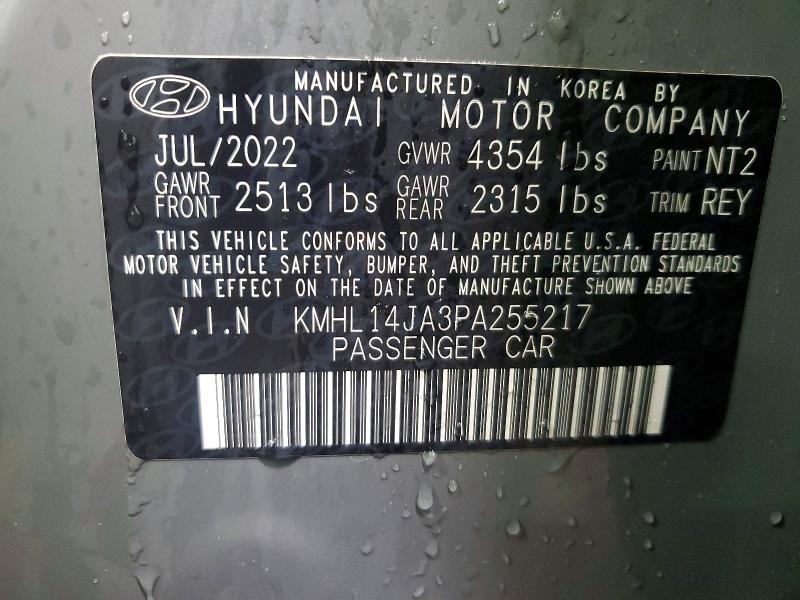 MANUFACTURED IN KOREA BY
HYUNDAI MOTOR COMPANY
JUL/2022 GVWR 4354 lbs PAINT NT2
GAWR FRONT 2513 lbs GAWR REAR 2315 lbs TRIM REY
THIS VEHICLE CONFORMS TO ALL APPLICABLE U.S.A. FEDERAL
MOTOR VEHICLE SAFETY, BUMPER, AND THEFT PREVENTION STANDARDS
IN EFFECT ON THE DATE OF MANUFACTURE SHOWN ABOVE
V.I.N KMHL14JA3PA255217
PASSENGER CAR